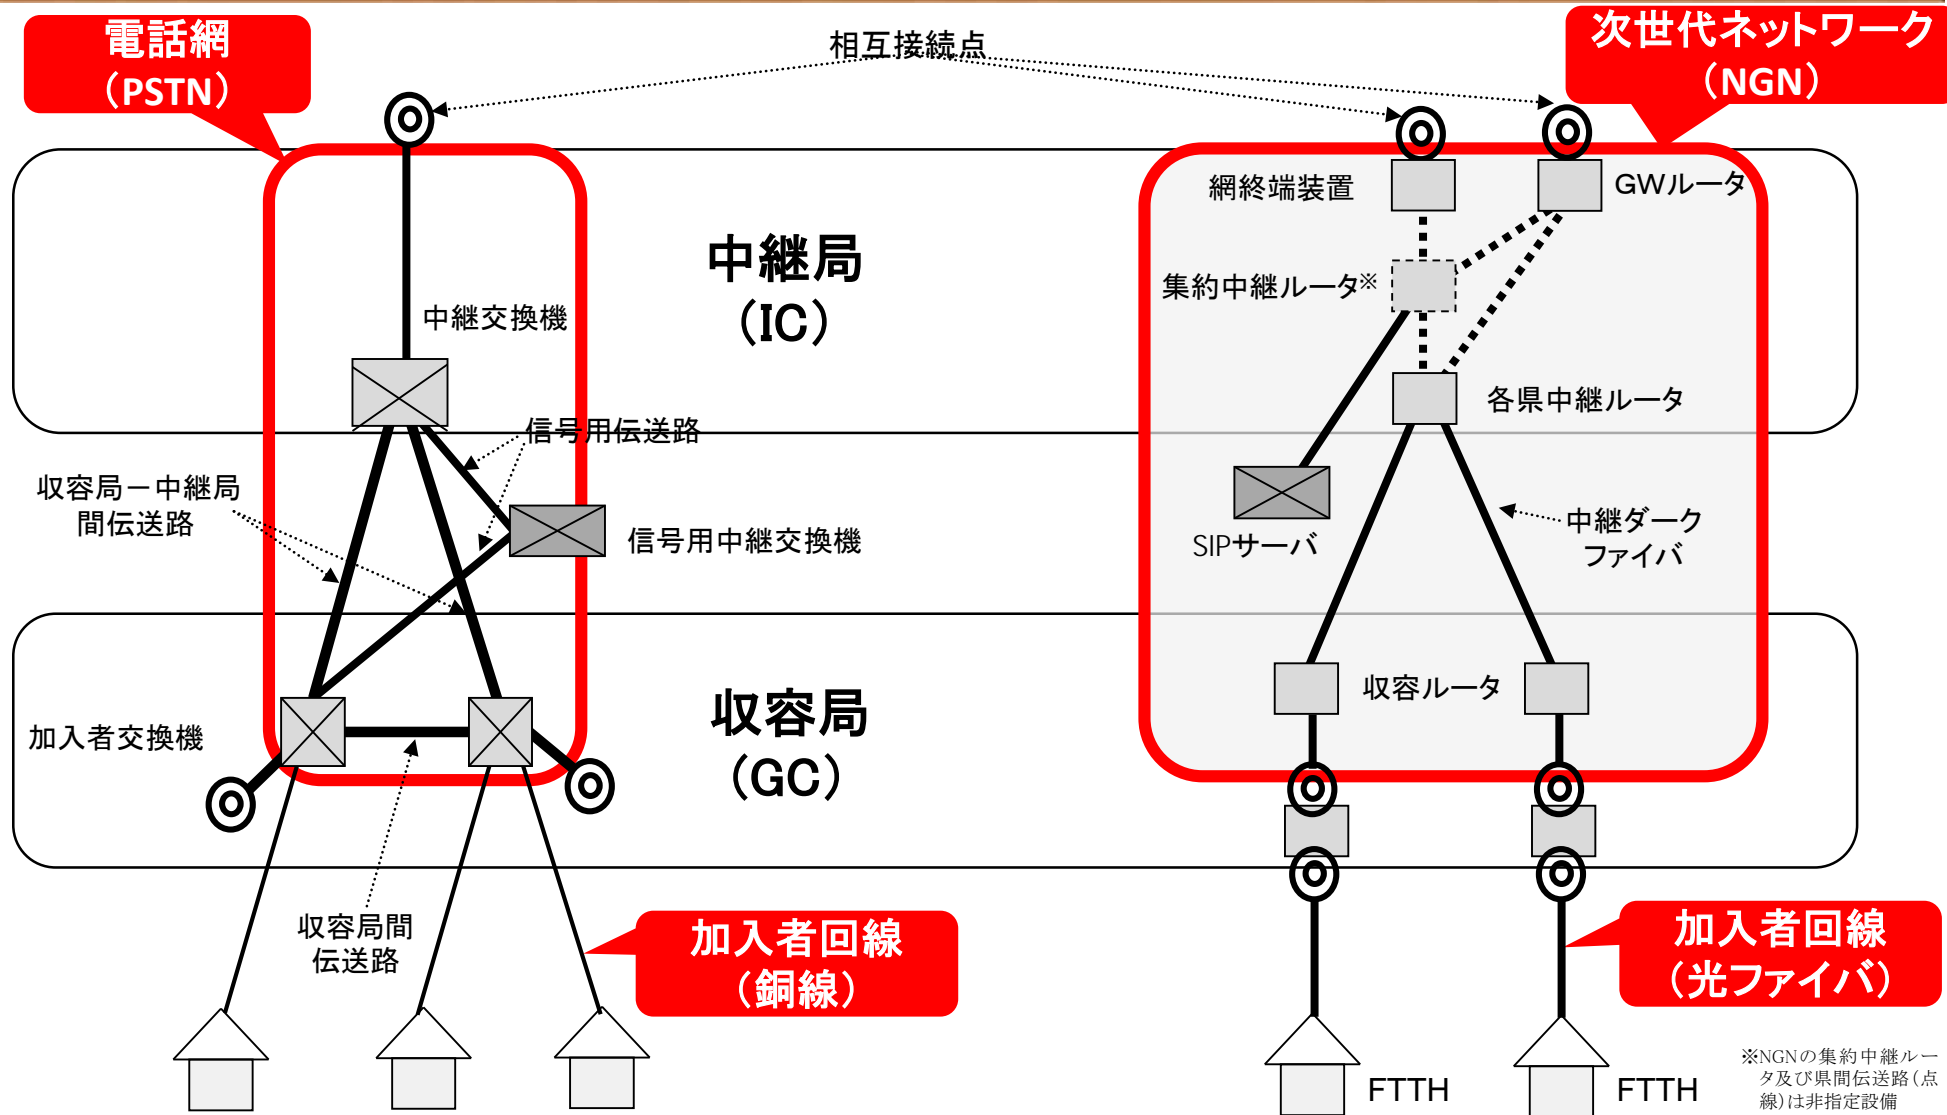 電話網
（PSTN）
相互接続点
次世代ネットワーク
（NGN）
網終端装置
GWルータ
中継局
（IC）
集約中継ルータ※
中継交換機
各県中継ルータ
信号用伝送路
収容局－中継局
間伝送路
信号用中継交換機
SIPサーバ
中継ダーク
ファイバ
収容局
（GC）
収容ルータ
加入者交換機
収容局間
伝送路
加入者回線
（銅線）
加入者回線
（光ファイバ）
FTTH
FTTH
※NGNの集約中継ルー
タ及び県間伝送路（点
線）は非指定設備